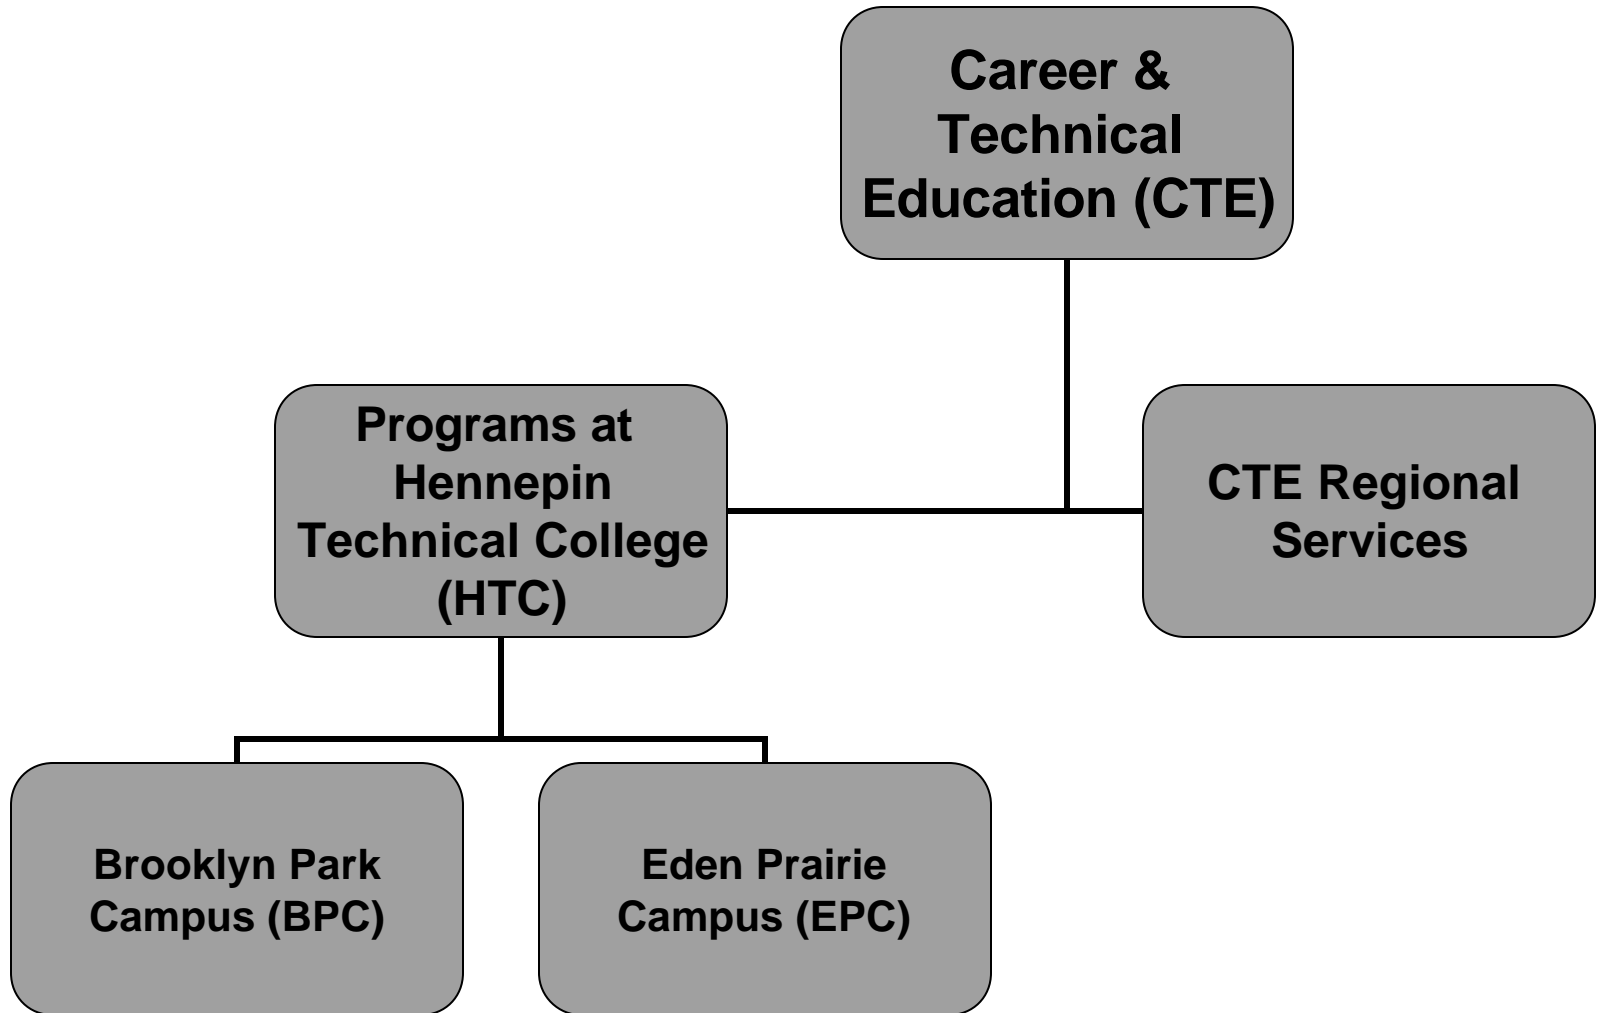 Career &
Technical
Education (CTE)
Programs at
Hennepin
Technical College
(HTC)
CTE Regional
Services
Brooklyn Park
Campus (BPC)
Eden Prairie
Campus (EPC)